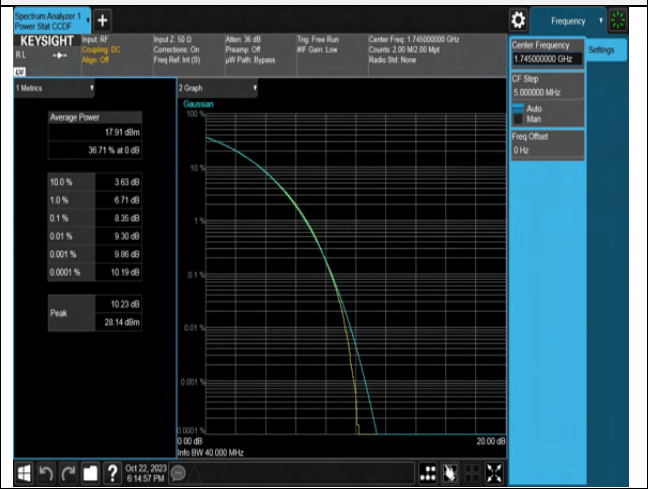 Spectrum Analyzer 1
Power Stat CCDF
Frequency
KEYSIGHT
RL
Input: RF
Coupling: DC
Align: Off
Input Z: 50 Ω
Corrections: On
Freq Ref: Int (S)
Atten: 36 dB
Preamp: Off
µW Path: Bypass
Trig: Free Run
#IF Gain: Low
Center Freq: 1.745000000 GHz
Counts: 2.00 M/2.00 Mpt
Radio Std: None
Center Frequency
1.745000000 GHz
Settings
CF Step
5.000000 MHz
Auto
Man
Freq Offset
0 Hz
1 Metrics
Average Power
17.91 dBm
36.71 % at 0 dB
10.0 % 3.63 dB
1.0 % 6.71 dB
0.1 % 8.35 dB
0.01 % 9.30 dB
0.001 % 9.86 dB
0.0001 % 10.19 dB
Peak
10.23 dB
28.14 dBm
2 Graph
Gaussian
100 %
10 %
1 %
0.1 %
0.01 %
0.001 %
0.0001 %
0.00 dB
20.00 dB
Info BW 40.000 MHz
Oct 22, 2023
6:14:57 PM